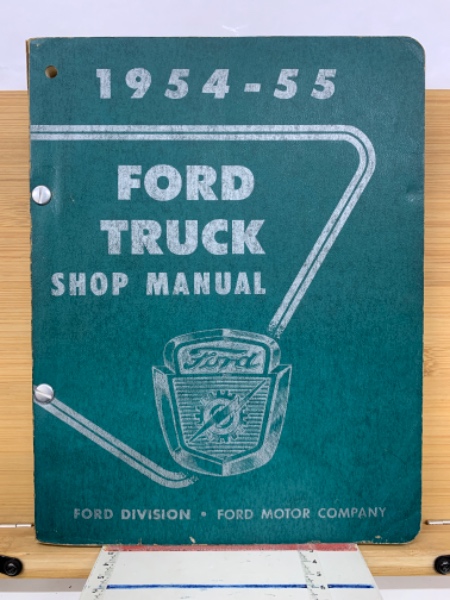 1954-55
FORD
TRUCK
SHOP MANUAL
Ford
FORD DIVISION • FORD MOTOR COMPANY